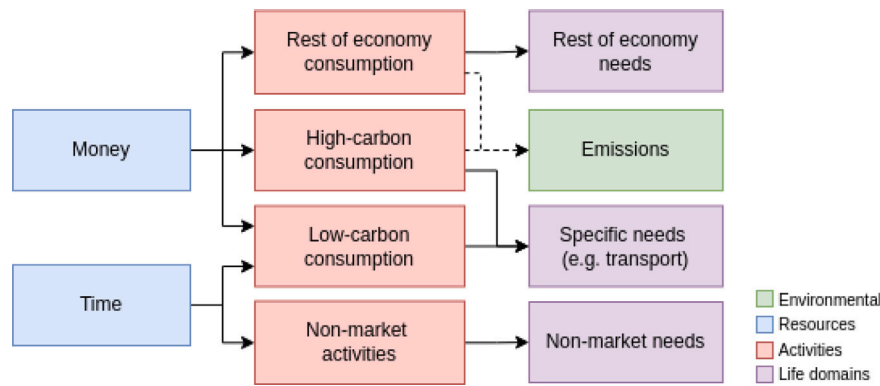 Rest of economy
consumption
Rest of economy
needs
Money
High-carbon
consumption
Emissions
Low-carbon
consumption
Specific needs
(e.g. transport)
Time
Non-market
activities
Non-market needs
Environmental
Resources
Activities
Life domains